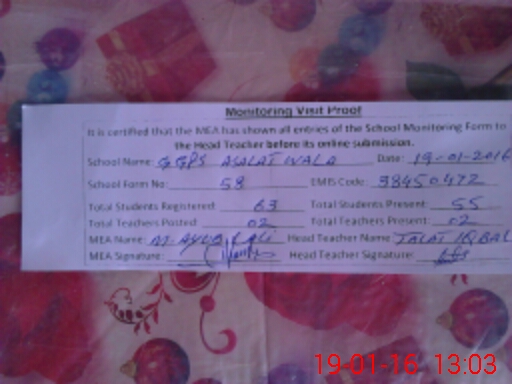 Monitoring Visit Proof
It is certified that the MEA has shown all entries of the School Monitoring Form to
the Head Teacher before its online submission.
School Name: GGPS ASALAT WALA Date: 19-01-2016
School Form No: 58 EMIS Code: 38450472
Total Students Registered: 63 Total Students Present: 55
Total Teachers Posted: 02 Total Teachers Present: 02
MEA Name: M. AYUB Head Teacher Name TALAT IQBAL
MEA Signature: Head Teacher Signature:
19-01-16 13:03